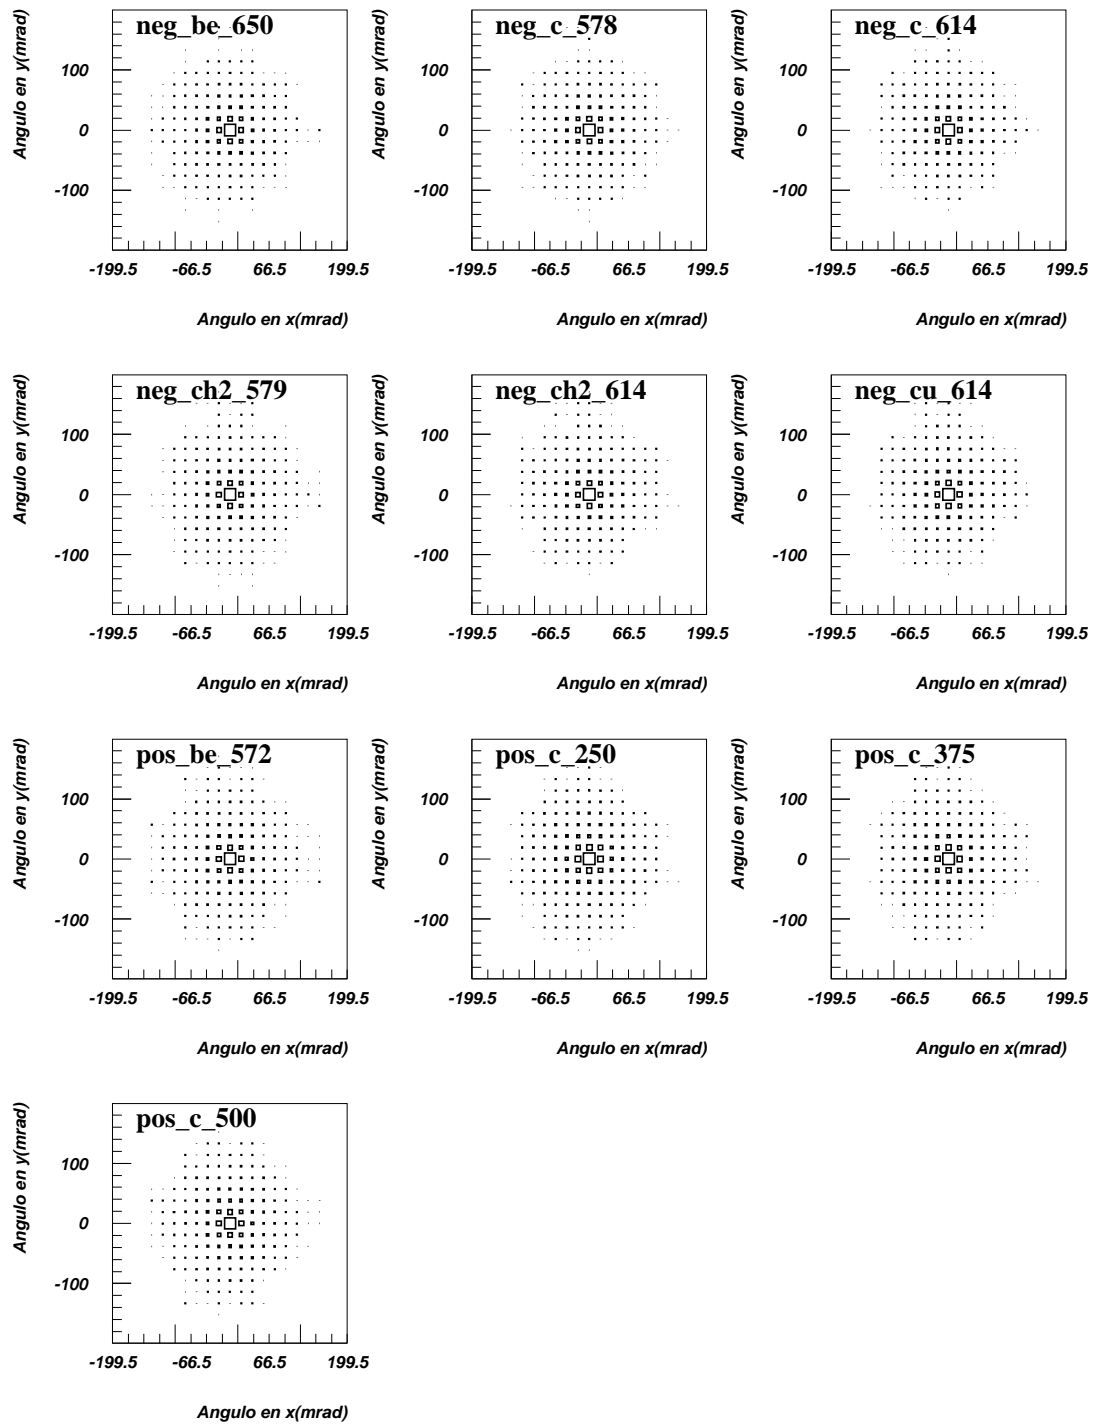 neg_be_650
Angulo en y(mrad)
100
0
-100
-199.5 -66.5 66.5 199.5
Angulo en x(mrad)
neg_c_578
Angulo en y(mrad)
100
0
-100
-199.5 -66.5 66.5 199.5
Angulo en x(mrad)
neg_c_614
Angulo en y(mrad)
100
0
-100
-199.5 -66.5 66.5 199.5
Angulo en x(mrad)
neg_ch2_579
Angulo en y(mrad)
100
0
-100
-199.5 -66.5 66.5 199.5
Angulo en x(mrad)
neg_ch2_614
Angulo en y(mrad)
100
0
-100
-199.5 -66.5 66.5 199.5
Angulo en x(mrad)
neg_cu_614
Angulo en y(mrad)
100
0
-100
-199.5 -66.5 66.5 199.5
Angulo en x(mrad)
pos_be_572
Angulo en y(mrad)
100
0
-100
-199.5 -66.5 66.5 199.5
Angulo en x(mrad)
pos_c_250
Angulo en y(mrad)
100
0
-100
-199.5 -66.5 66.5 199.5
Angulo en x(mrad)
pos_c_375
Angulo en y(mrad)
100
0
-100
-199.5 -66.5 66.5 199.5
Angulo en x(mrad)
pos_c_500
Angulo en y(mrad)
100
0
-100
-199.5 -66.5 66.5 199.5
Angulo en x(mrad)